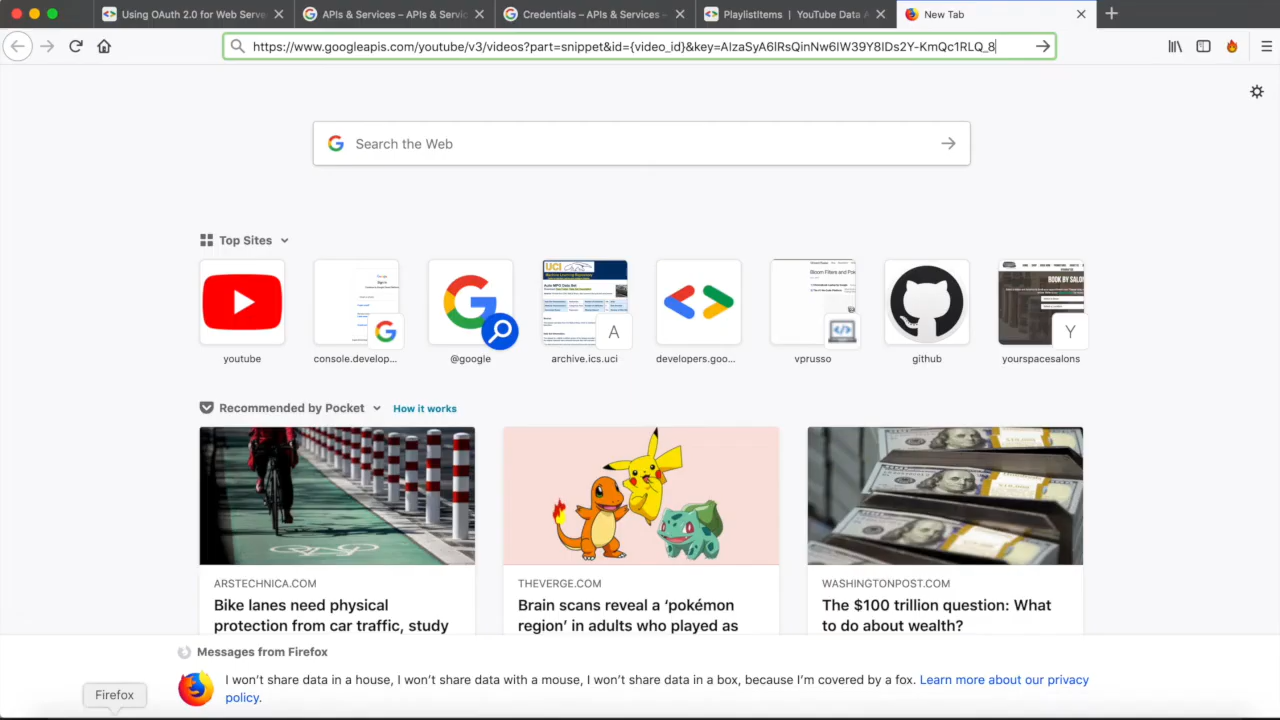 Using OAuth 2.0 for Web Serve
APIs & Services – APIs & Servic
Credentials – APIs & Services –
PlaylistItems | YouTube Data A
New Tab
https://www.googleapis.com/youtube/v3/videos?part=snippet&id={video_id}&key=
Search the Web
Top Sites
youtube
console.develop...
@google
A
archive.ics.uci
developers.goo...
vprusso
github
Y
yourspacesalons
Recommended by Pocket
How it works
ARSTECHNICA.COM
Bike lanes need physical
protection from car traffic, study
THEVERGE.COM
Brain scans reveal a ‘pokémon
region’ in adults who played as
WASHINGTONPOST.COM
The $100 trillion question: What
to do about wealth?
Messages from Firefox
I won’t share data in a house, I won’t share data with a mouse, I won’t share data in a box, because I’m covered by a fox. Learn more about our privacy
policy.
Firefox